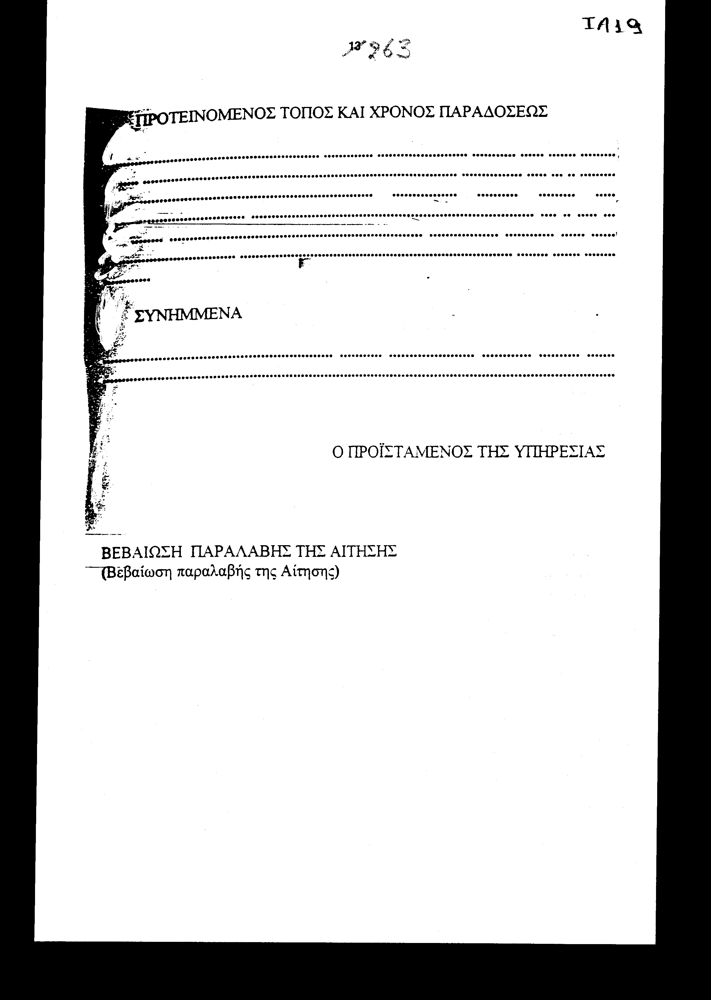 ΙΛ19
13 263
ΠΡΟΤΕΙΝΟΜΕΝΟΣ ΤΟΠΟΣ ΚΑΙ ΧΡΟΝΟΣ ΠΑΡΑΔΟΣΕΩΣ
ΣΥΝΗΜΜΕΝΑ
Ο ΠΡΟΪΣΤΑΜΕΝΟΣ ΤΗΣ ΥΠΗΡΕΣΙΑΣ
ΒΕΒΑΙΩΣΗ ΠΑΡΑΛΑΒΗΣ ΤΗΣ ΑΙΤΗΣΗΣ
(Βεβαίωση παραλαβής της Αίτησης)